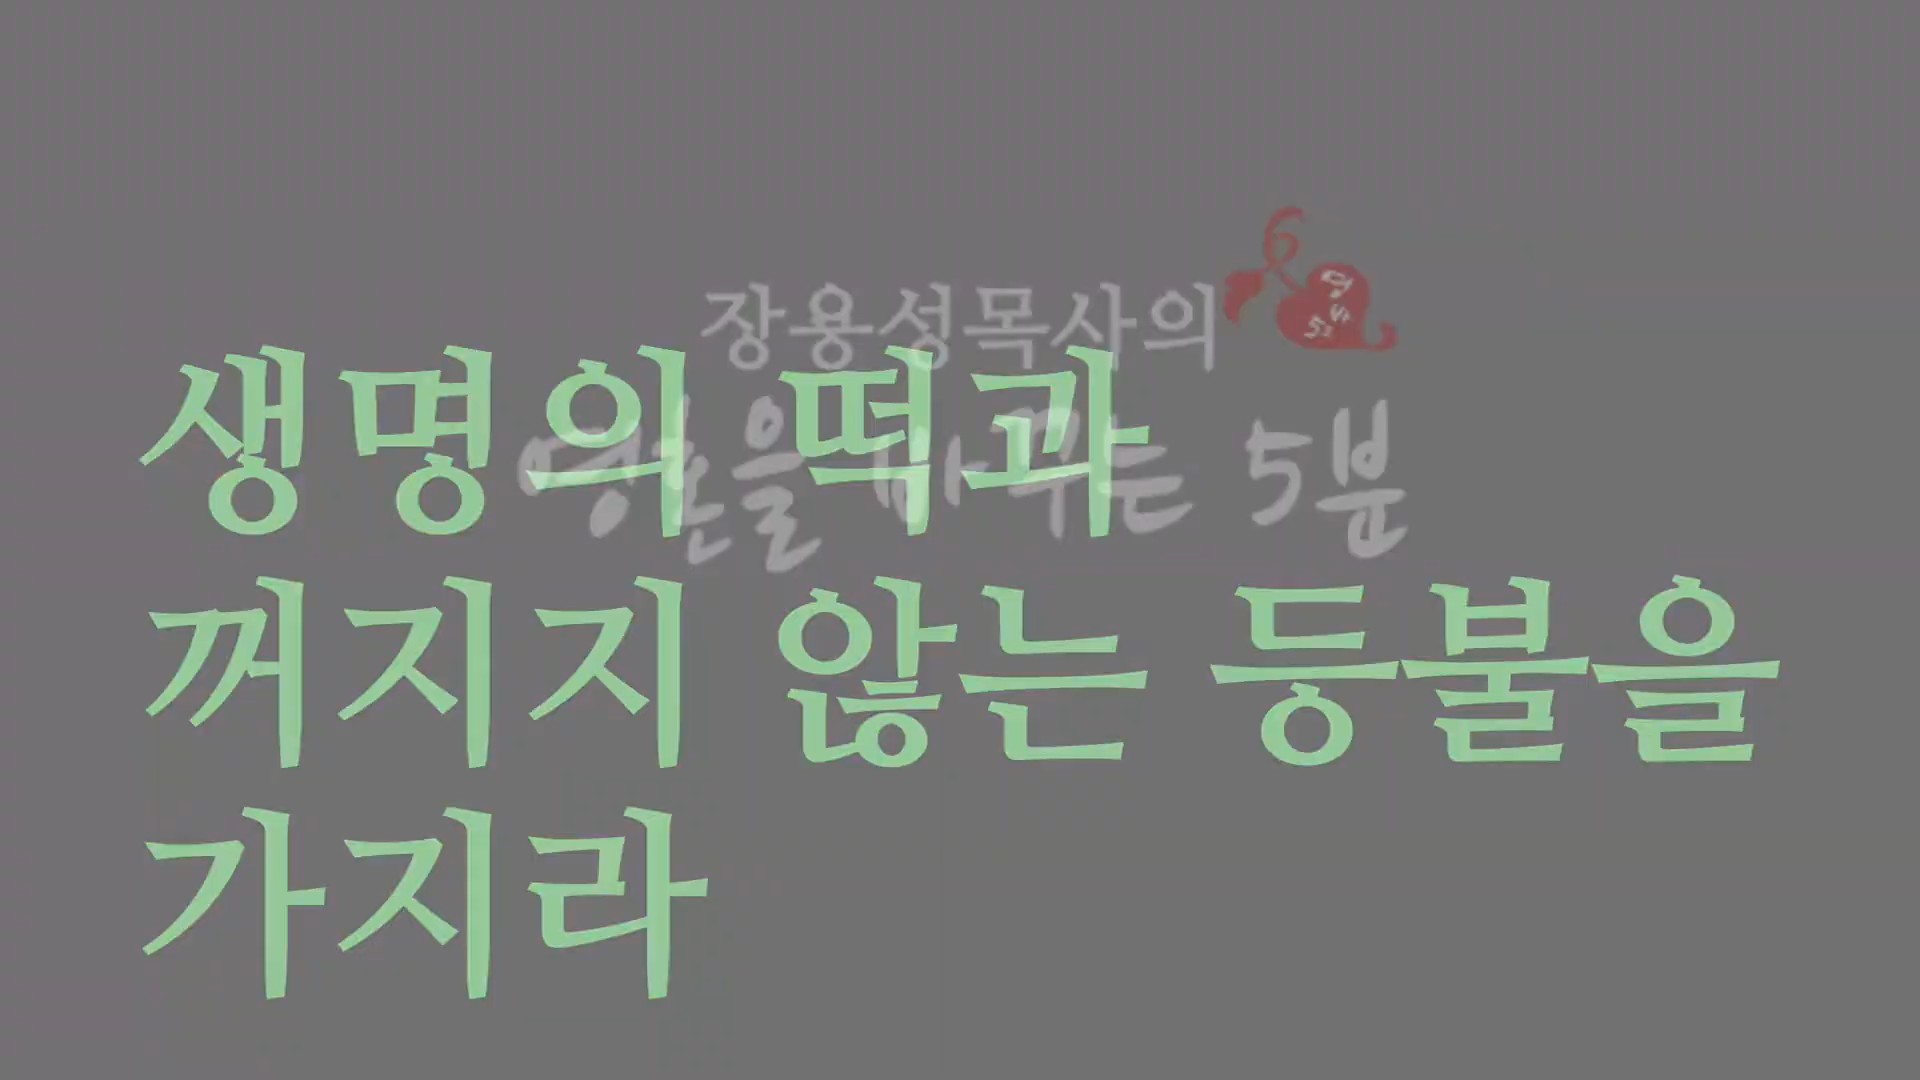 장용성목사의
영혼을 바꾸는 5분
생명의 떡과
꺼지지 않는 등불을
가지라